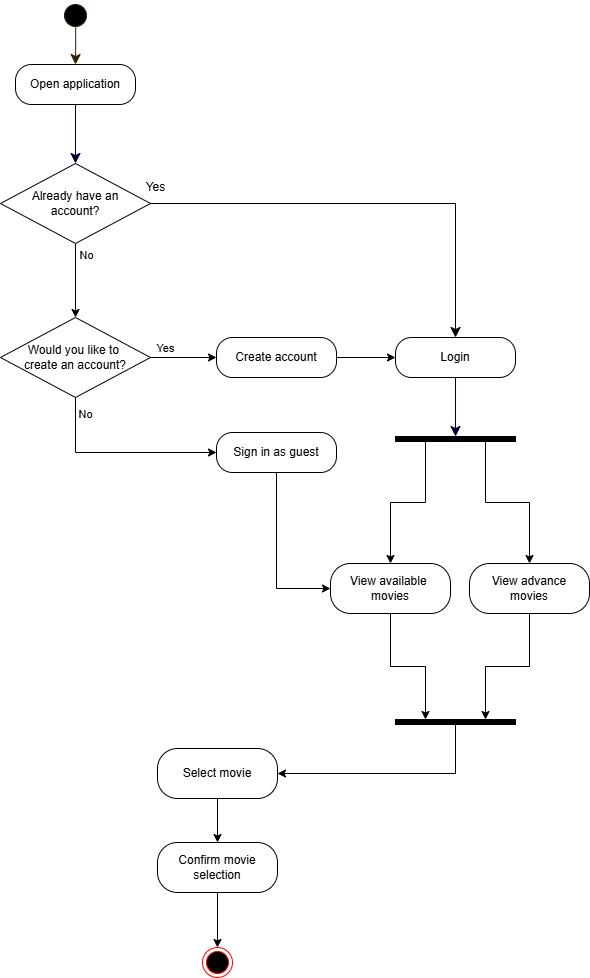 Open application
Already have an
account?
Yes
No
Would you like to
create an account?
Yes
Create account
Login
No
Sign in as guest
View available
movies
View advance
movies
Select movie
Confirm movie
selection